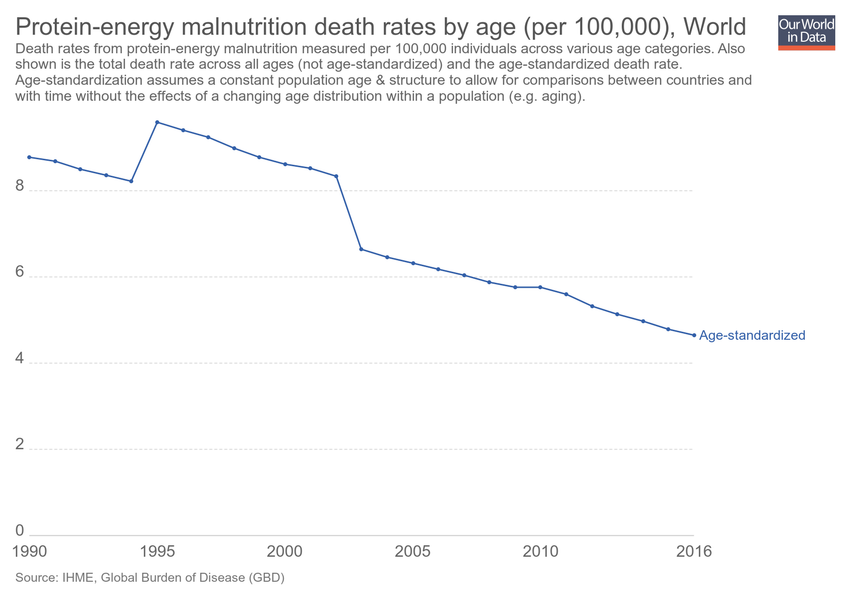 Protein-energy malnutrition death rates by age (per 100,000), World
Our World
in Data
Death rates from protein-energy malnutrition measured per 100,000 individuals across various age categories. Also
shown is the total death rate across all ages (not age-standardized) and the age-standardized death rate.
Age-standardization assumes a constant population age & structure to allow for comparisons between countries and
with time without the effects of a changing age distribution within a population (e.g. aging).
8
6
4
2
0
Age-standardized
1990 1995 2000 2005 2010 2016
Source: IHME, Global Burden of Disease (GBD)